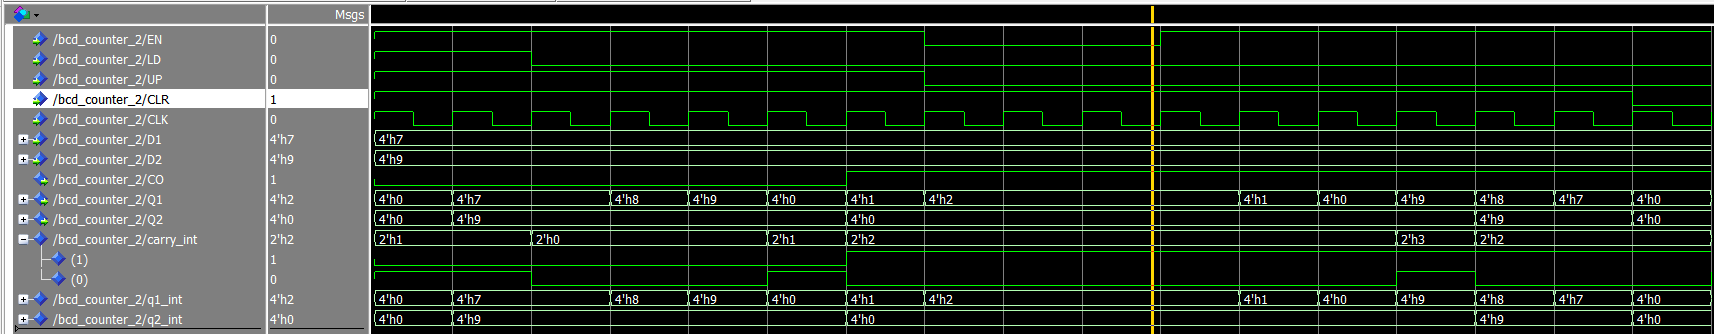 Msgs
/bcd_counter_2/EN 0
/bcd_counter_2/LD 0
/bcd_counter_2/UP 0
/bcd_counter_2/CLR 1
/bcd_counter_2/CLK 0
/bcd_counter_2/D1 4'h7 4'h7
/bcd_counter_2/D2 4'h9 4'h9
/bcd_counter_2/CO 1
/bcd_counter_2/Q1 4'h2 4'h0 4'h7 4'h8 4'h9 4'h0 4'h1 4'h2 4'h1 4'h0 4'h9 4'h8 4'h7 4'h0
/bcd_counter_2/Q2 4'h0 4'h0 4'h9 4'h0 4'h9 4'h0
/bcd_counter_2/carry_int 2'h2 2'h1 2'h0 2'h1 2'h2 2'h3 2'h2
(1) 1
(0) 0
/bcd_counter_2/q1_int 4'h2 4'h0 4'h7 4'h8 4'h9 4'h0 4'h1 4'h2 4'h1 4'h0 4'h9 4'h8 4'h7 4'h0
/bcd_counter_2/q2_int 4'h0 4'h0 4'h9 4'h0 4'h9 4'h0